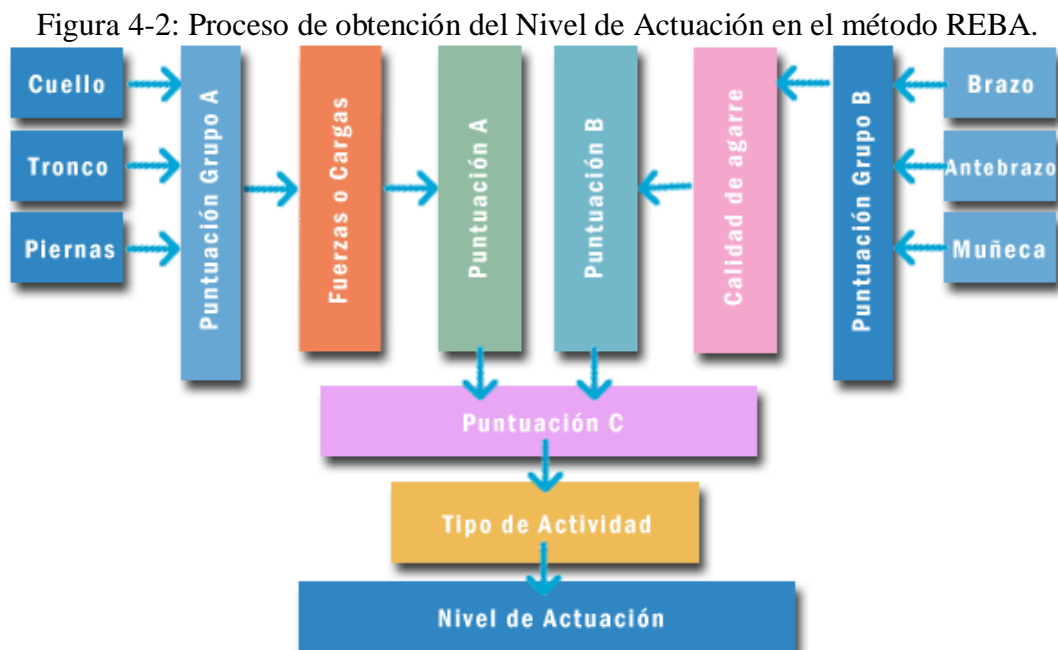 Figura 4-2: Proceso de obtención del Nivel de Actuación en el método REBA.
Cuello
Tronco
Piernas
Puntuación Grupo A
Fuerzas o Cargas
Puntuación A
Puntuación B
Calidad de agarre
Puntuación Grupo B
Brazo
Antebrazo
Muñeca
Puntuación C
Tipo de Actividad
Nivel de Actuación